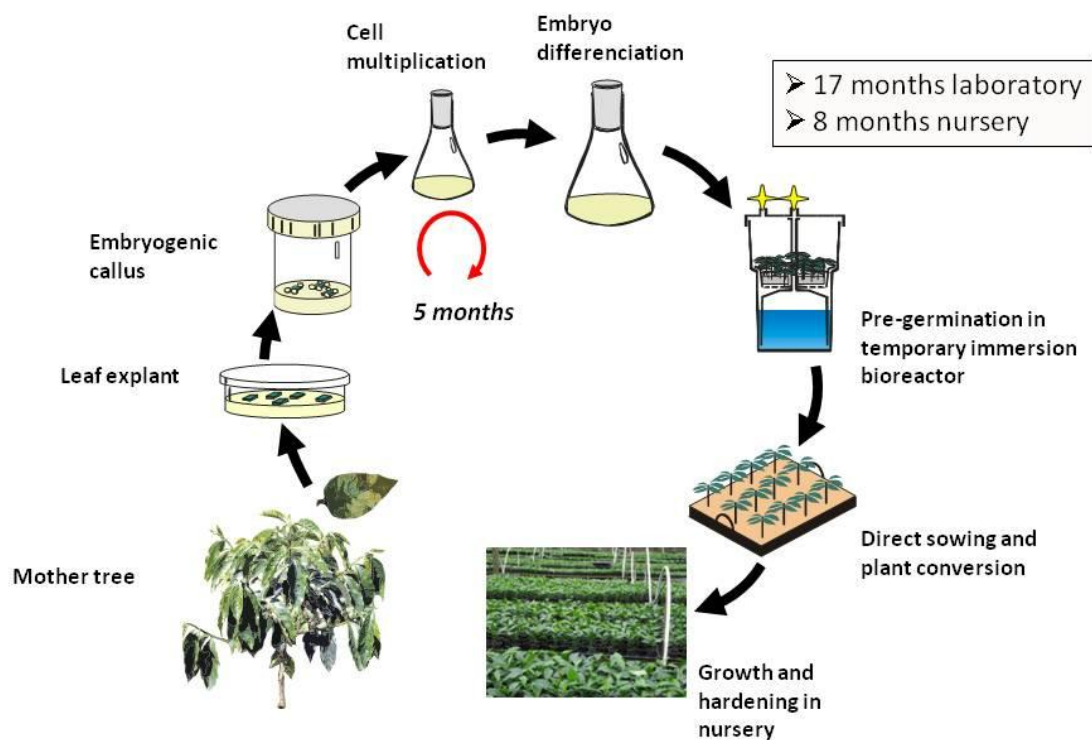 Cell
multiplication
Embryo
differenciation
➢ 17 months laboratory
➢ 8 months nursery
Embryogenic
callus
5 months
Pre-germination in
temporary immersion
bioreactor
Leaf explant
Direct sowing and
plant conversion
Mother tree
Growth and
hardening in
nursery